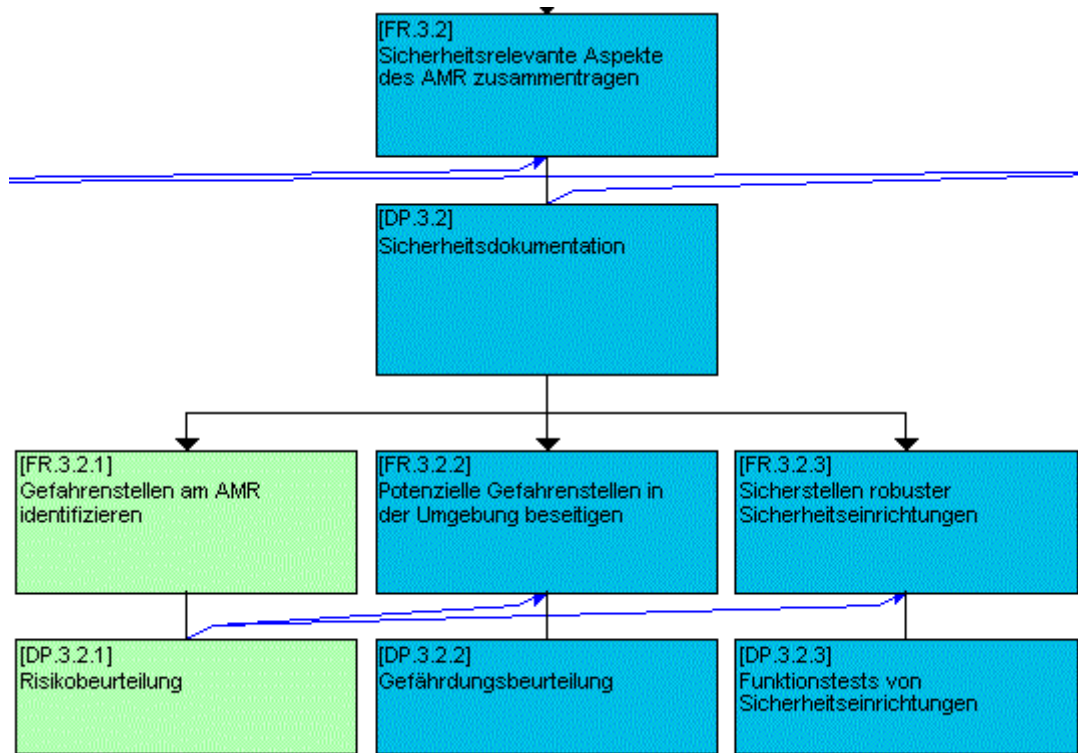 [FR.3.2]
Sicherheitsrelevante Aspekte
des AMR zusammentragen
[DP.3.2]
Sicherheitsdokumentation
[FR.3.2.1]
Gefahrenstellen am AMR
identifizieren
[FR.3.2.2]
Potenzielle Gefahrenstellen in
der Umgebung beseitigen
[FR.3.2.3]
Sicherstellen robuster
Sicherheitseinrichtungen
[DP.3.2.1]
Risikobeurteilung
[DP.3.2.2]
Gefährdungsbeurteilung
[DP.3.2.3]
Funktionstests von
Sicherheitseinrichtungen